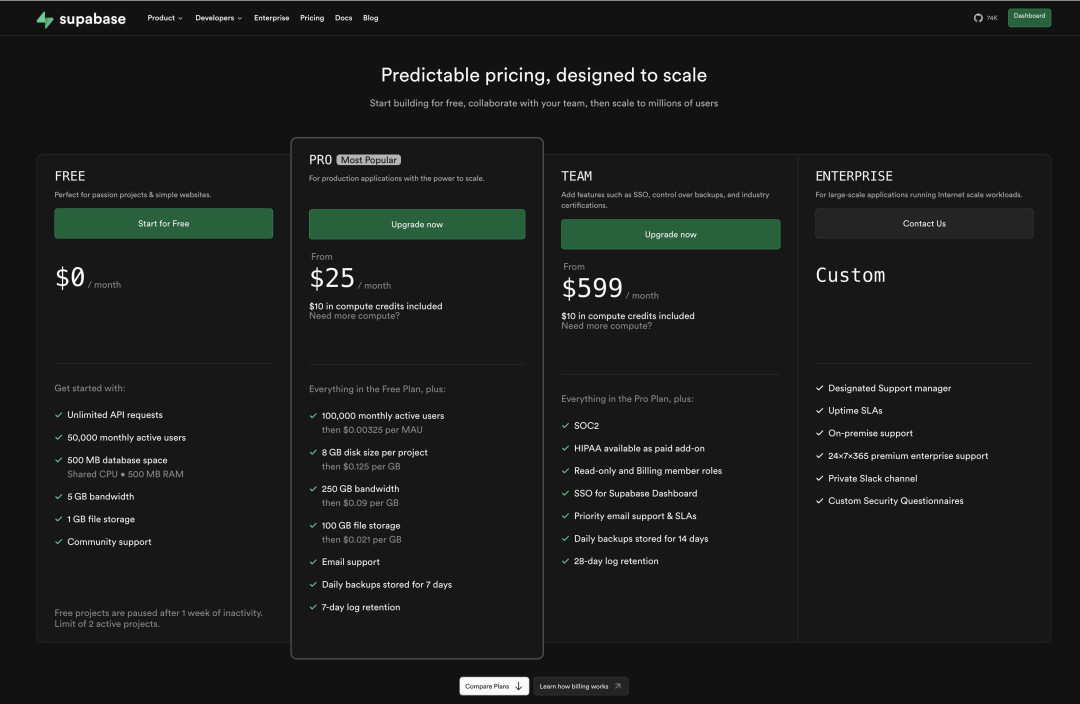 supabase
Product
Developers
Enterprise
Pricing
Docs
Blog
74K
Dashboard
Predictable pricing, designed to scale
Start building for free, collaborate with your team, then scale to millions of users
FREE
Perfect for passion projects & simple websites.
Start for Free
$0 / month
Get started with:
Unlimited API requests
50,000 monthly active users
500 MB database space
Shared CPU • 500 MB RAM
5 GB bandwidth
1 GB file storage
Community support
Free projects are paused after 1 week of inactivity.
Limit of 2 active projects.
PRO Most Popular
For production applications with the power to scale.
Upgrade now
From
$25 / month
$10 in compute credits included
Need more compute?
Everything in the Free Plan, plus:
100,000 monthly active users
then $0.00325 per MAU
8 GB disk size per project
then $0.125 per GB
250 GB bandwidth
then $0.09 per GB
100 GB file storage
then $0.021 per GB
Email support
Daily backups stored for 7 days
7-day log retention
TEAM
Add features such as SSO, control over backups, and industry
certifications.
Upgrade now
From
$599 / month
$10 in compute credits included
Need more compute?
Everything in the Pro Plan, plus:
SOC2
HIPAA available as paid add-on
Read-only and Billing member roles
SSO for Supabase Dashboard
Priority email support & SLAs
Daily backups stored for 14 days
28-day log retention
ENTERPRISE
For large-scale applications running Internet scale workloads.
Contact Us
Custom
Designated Support manager
Uptime SLAs
On-premise support
24×7×365 premium enterprise support
Private Slack channel
Custom Security Questionnaires
Compare Plans
Learn how billing works